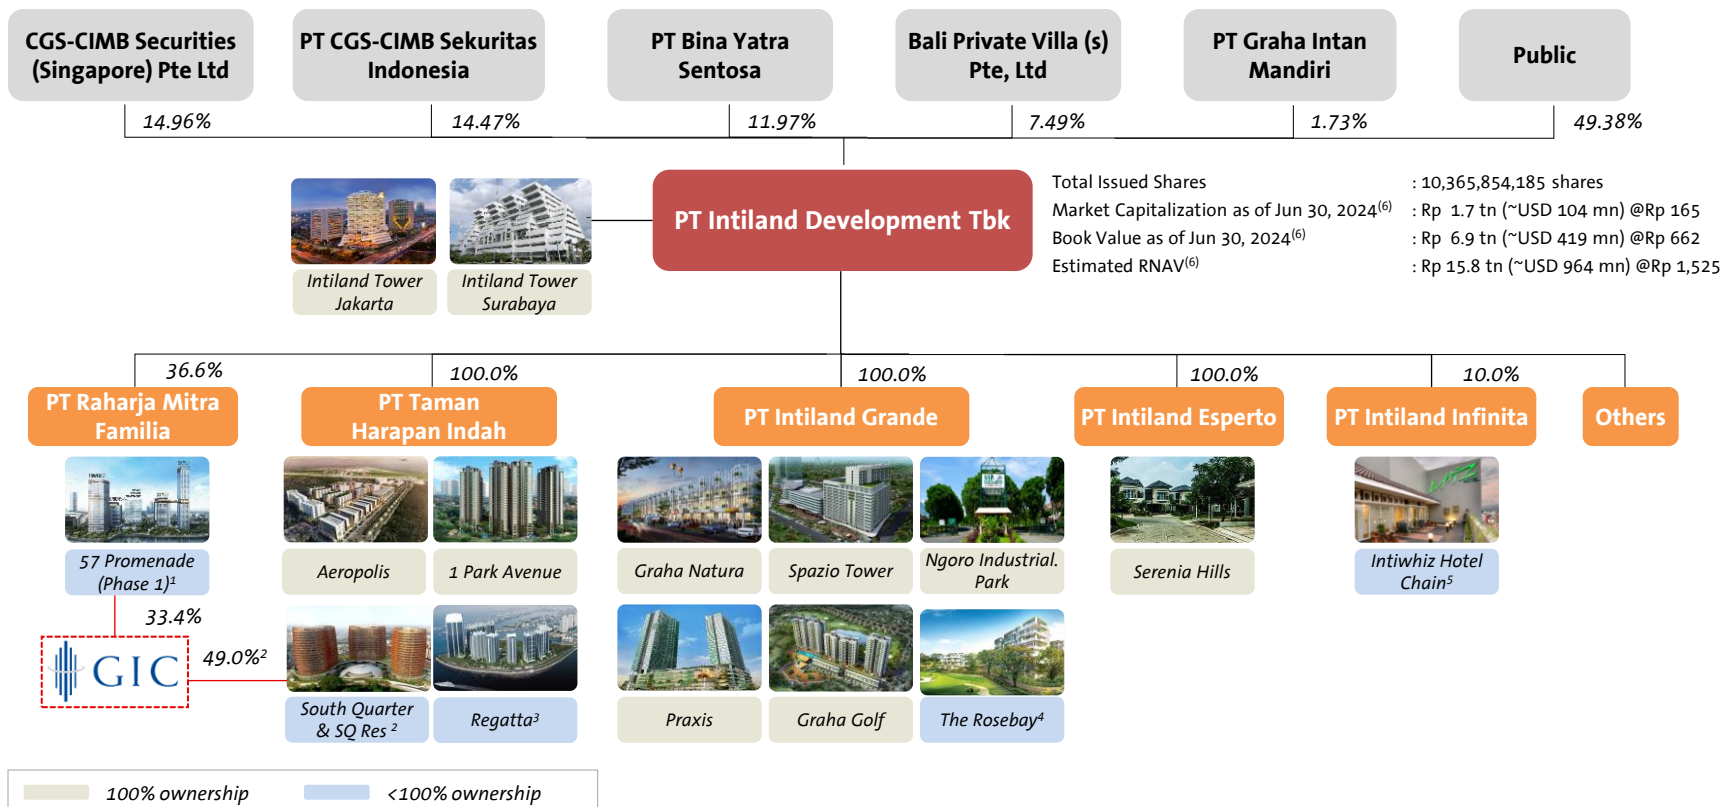 CGS-CIMB Securities
(Singapore) Pte Ltd
PT CGS-CIMB Sekuritas
Indonesia
PT Bina Yatra
Sentosa
Bali Private Villa (s)
Pte, Ltd
PT Graha Intan
Mandiri
Public
14.96%
14.47%
11.97%
7.49%
1.73%
49.38%
Intiland Tower
Jakarta
Intiland Tower
Surabaya
PT Intiland Development Tbk
Total Issued Shares : 10,365,854,185 shares
Market Capitalization as of Jun 30, 2024(6) : Rp 1.7 tn (~USD 104 mn) @Rp 165
Book Value as of Jun 30, 2024(6) : Rp 6.9 tn (~USD 419 mn) @Rp 662
Estimated RNAV(6) : Rp 15.8 tn (~USD 964 mn) @Rp 1,525
36.6%
100.0%
100.0%
100.0%
10.0%
PT Raharja Mitra
Familia
PT Taman
Harapan Indah
PT Intiland Grande
PT Intiland Esperto
PT Intiland Infinita
Others
57 Promenade
(Phase 1)1
Aeropolis
1 Park Avenue
Graha Natura
Spazio Tower
Ngoro Industrial.
Park
Serenia Hills
Intiwhiz Hotel
Chain5
33.4%
GIC
49.0%2
South Quarter
& SQ Res 2
Regatta3
Praxis
Graha Golf
The Rosebay4
100% ownership
<100% ownership